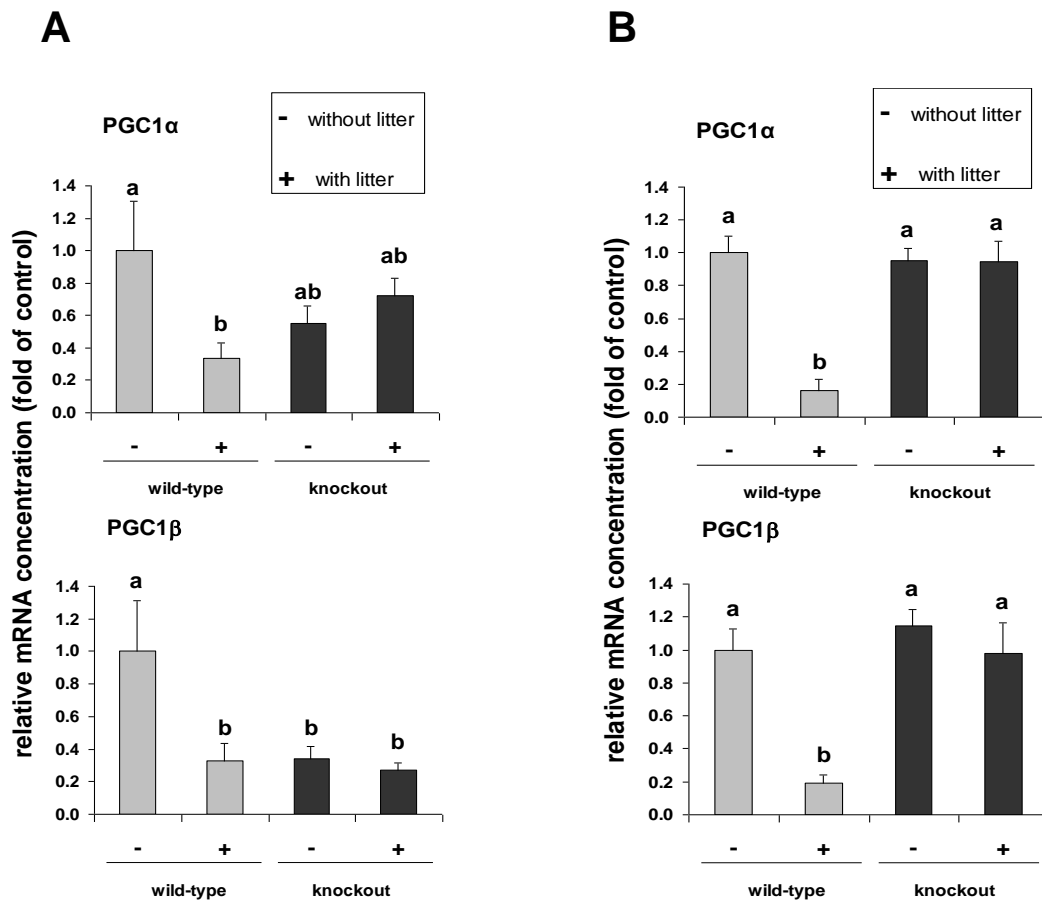 A
PGC1α
- without litter
+ with litter
relative mRNA concentration (fold of control)
1.4
1.2
1.0
0.8
0.6
0.4
0.2
0.0
a
b
ab
ab
- + - +
wild-type knockout
PGC1β
1.4
1.2
1.0
0.8
0.6
0.4
0.2
0.0
a
b
b
b
- + - +
wild-type knockout
B
PGC1α
- without litter
+ with litter
relative mRNA concentration (fold of control)
1.4
1.2
1.0
0.8
0.6
0.4
0.2
0.0
a
b
a
a
- + - +
wild-type knockout
PGC1β
1.4
1.2
1.0
0.8
0.6
0.4
0.2
0.0
a
b
a
a
- + - +
wild-type knockout